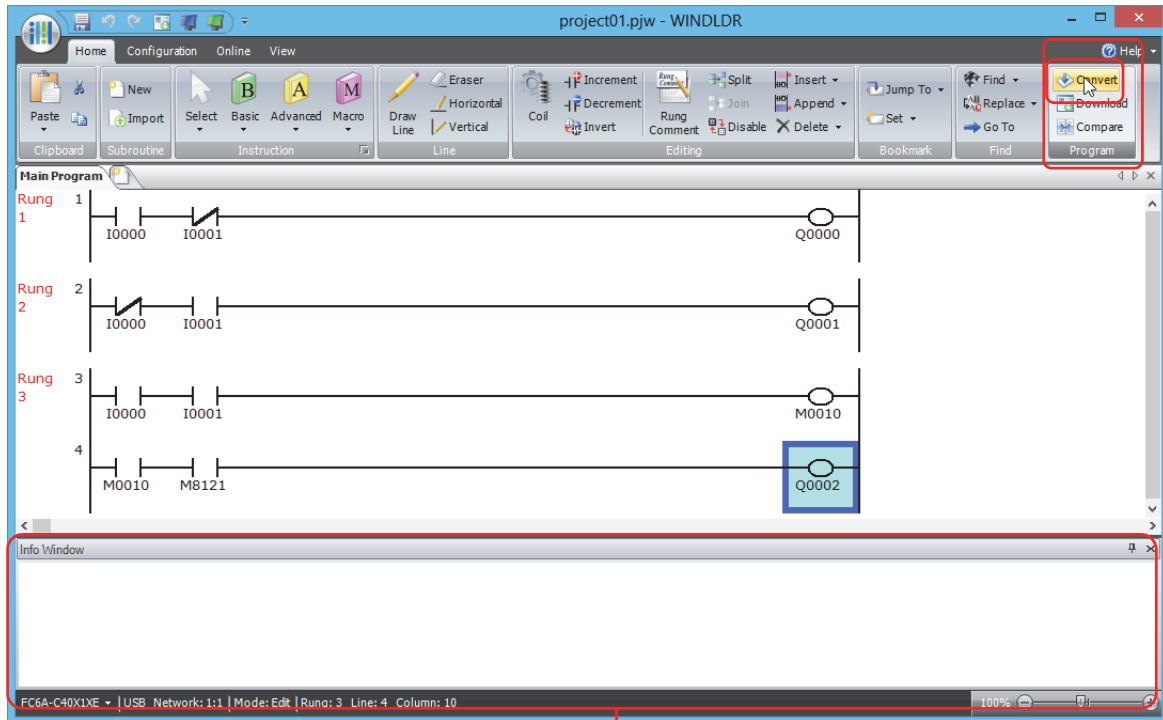 project01.pjw - WINDLDR
Home Configuration Online View Help
Paste New Import Select Basic Advanced Macro Draw Line Eraser Horizontal Vertical Coil Increment Decrement Invert Rung Comment Split Join Disable Insert Append Delete Jump To Set Find Replace Go To Convert Download Compare
Clipboard Subroutine Instruction Line Editing Bookmark Find Program
Main Program
Rung 1 1
I0000 I0001 Q0000
Rung 2 2
I0000 I0001 Q0001
Rung 3 3
I0000 I0001 M0010
4
M0010 M8121 Q0002
Info Window
FC6A-C40X1XE USB Network: 1:1 Mode: Edit Rung: 3 Line: 4 Column: 10 100%